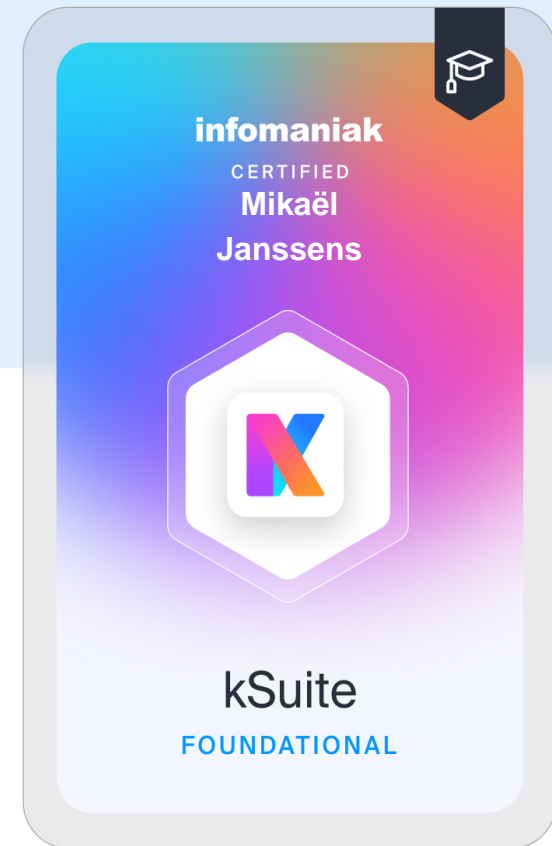 infomaniak
CERTIFIED
Mikaël
Janssens
kSuite
FOUNDATIONAL